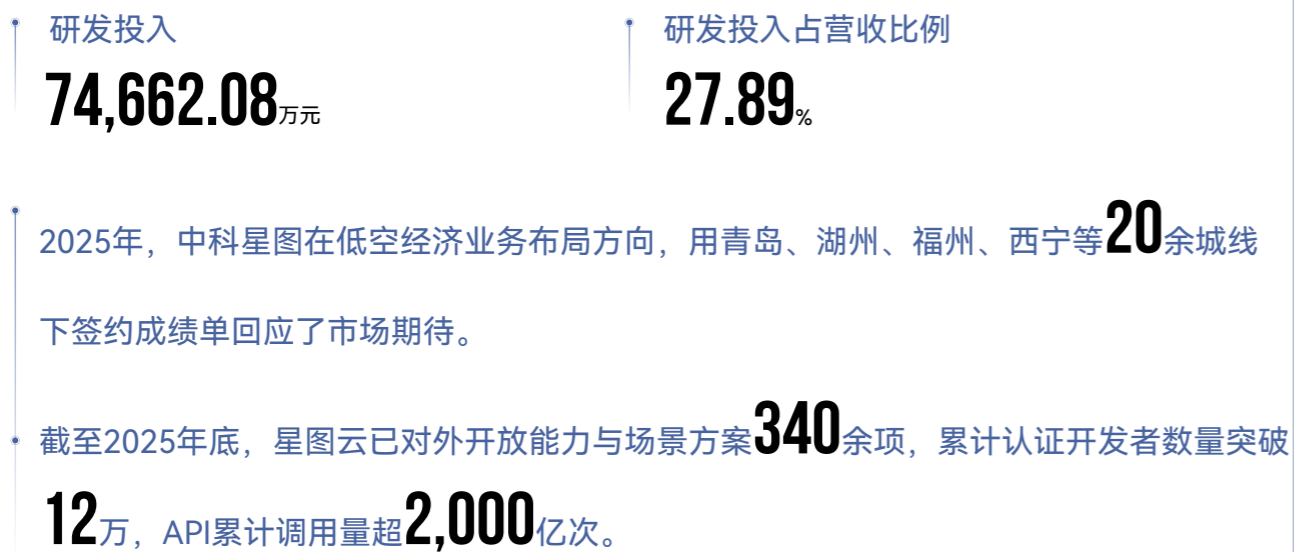 研发投入
74,662.08万元
研发投入占营收比例
27.89%
2025年，中科星图在低空经济业务布局方向，用青岛、湖州、福州、西宁等20余城线
下签约成绩单回应了市场期待。
截至2025年底，星图云已对外开放能力与场景方案340余项，累计认证开发者数量突破
12万，API累计调用量超2,000亿次。